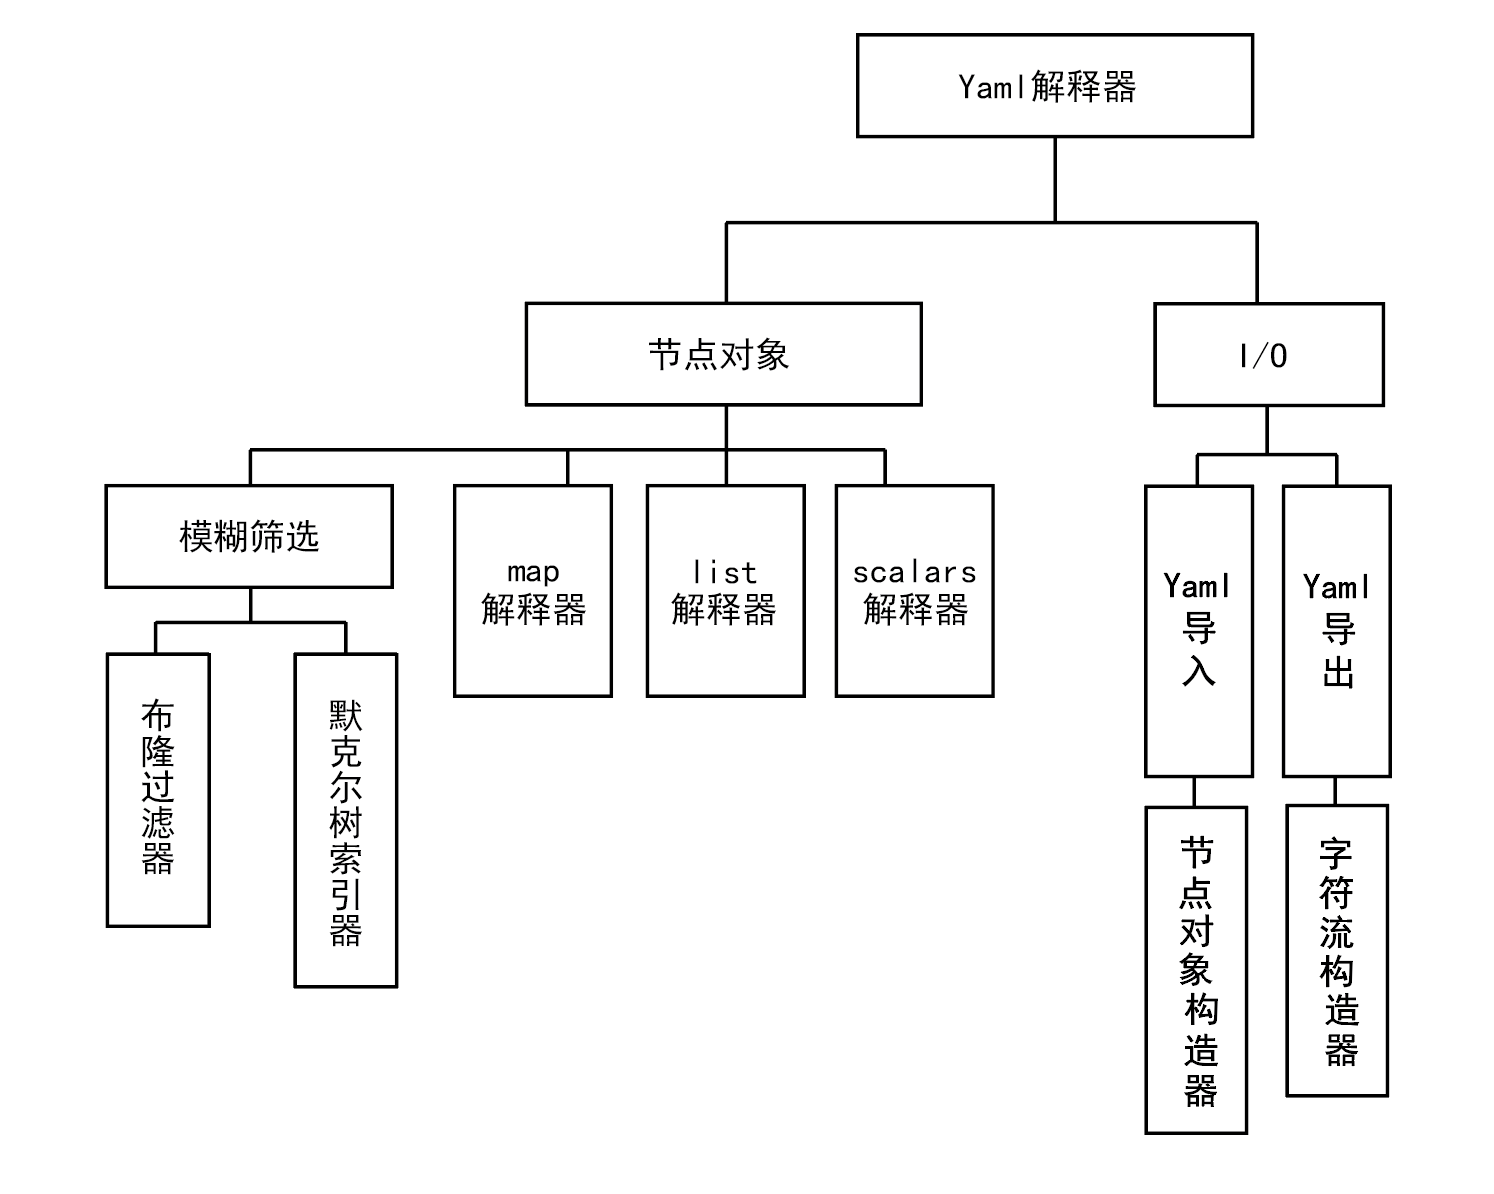 Yaml解释器
节点对象
I/O
模糊筛选
map
解释器
list
解释器
scalars
解释器
Yaml
导
入
Yaml
导
出
布隆过滤器
默克尔树索引器
节点对象构造器
字符流构造器